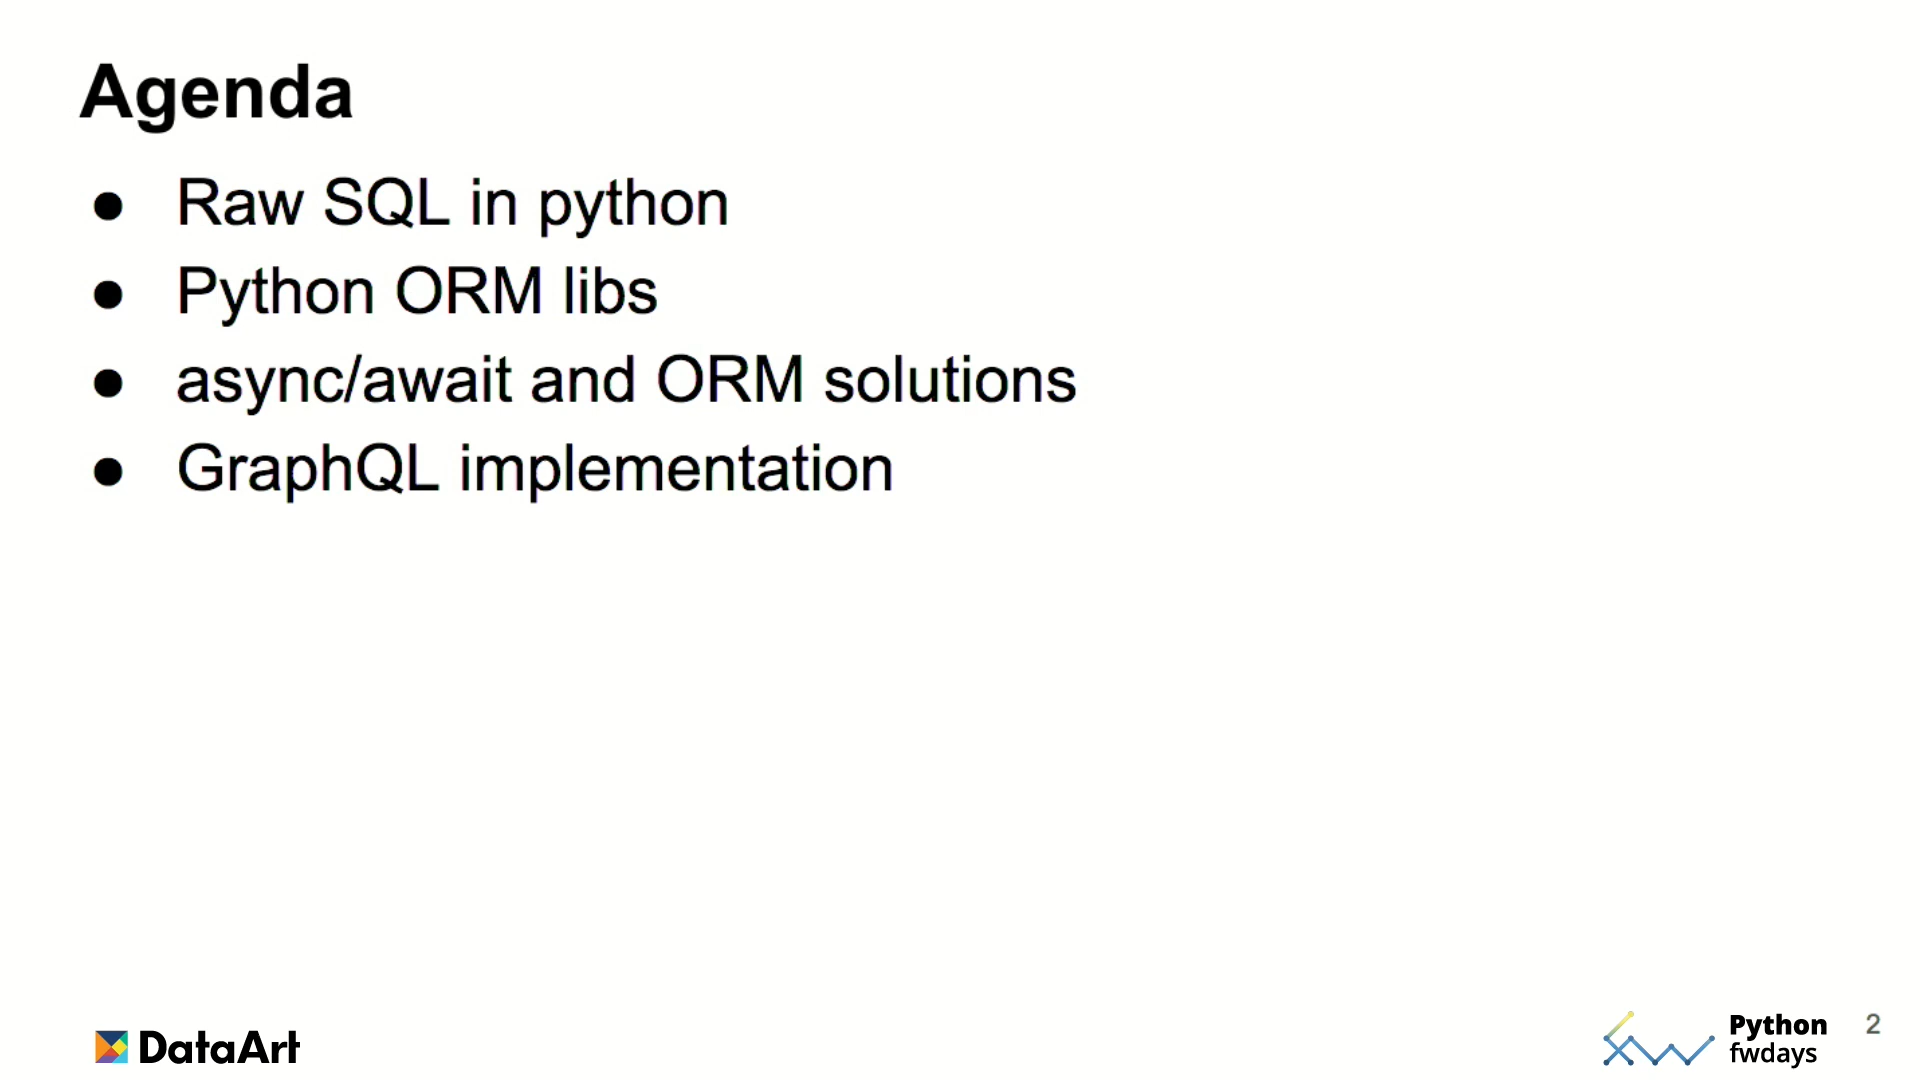 Agenda
● Raw SQL in python
● Python ORM libs
● async/await and ORM solutions
● GraphQL implementation
DataArt
Python
fwdays
2